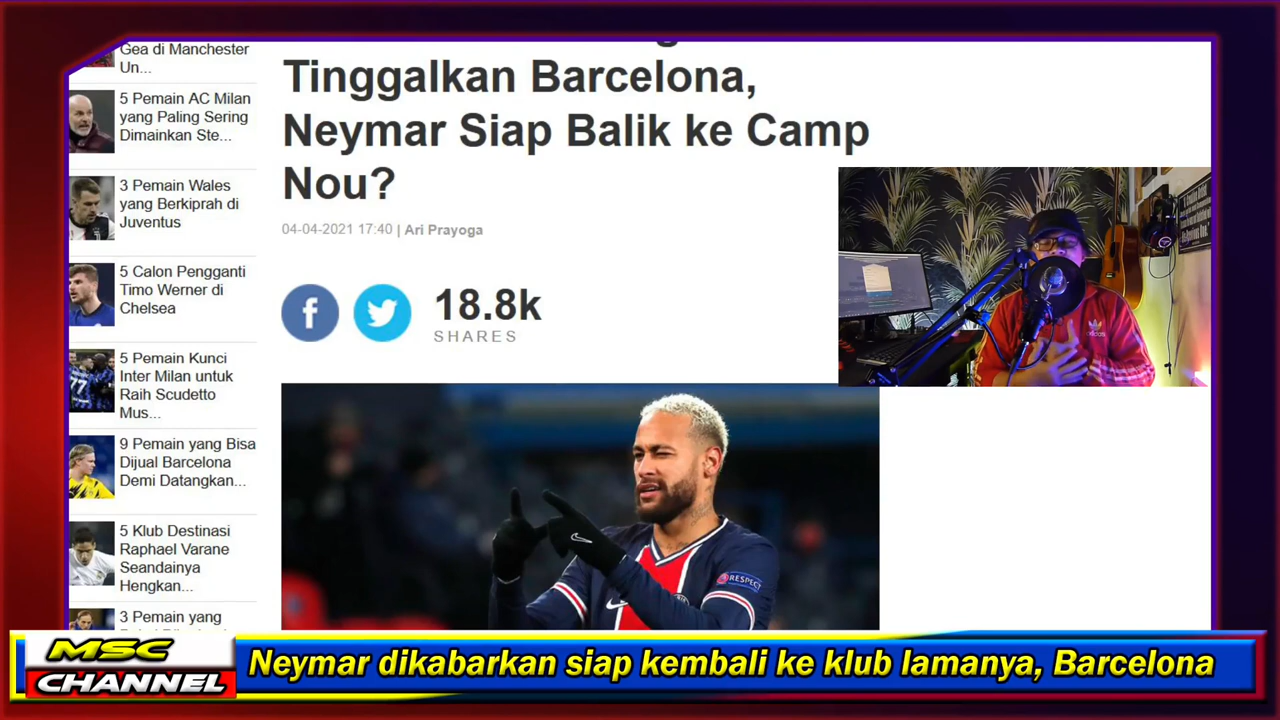 Gea di Manchester
Un...
5 Pemain AC Milan
yang Paling Sering
Dimainkan Ste...
3 Pemain Wales
yang Berkiprah di
Juventus
5 Calon Pengganti
Timo Werner di
Chelsea
5 Pemain Kunci
Inter Milan untuk
Raih Scudetto
Mus...
9 Pemain yang Bisa
Dijual Barcelona
Demi Datangkan...
5 Klub Destinasi
Raphael Varane
Seandainya
Hengkan...
3 Pemain yang
Tinggalkan Barcelona,
Neymar Siap Balik ke Camp
Nou?
04-04-2021 17:40 | Ari Prayoga
18.8k
SHARES
adidas
RESPECT
77
MSC
CHANNEL
Neymar dikabarkan siap kembali ke klub lamanya, Barcelona